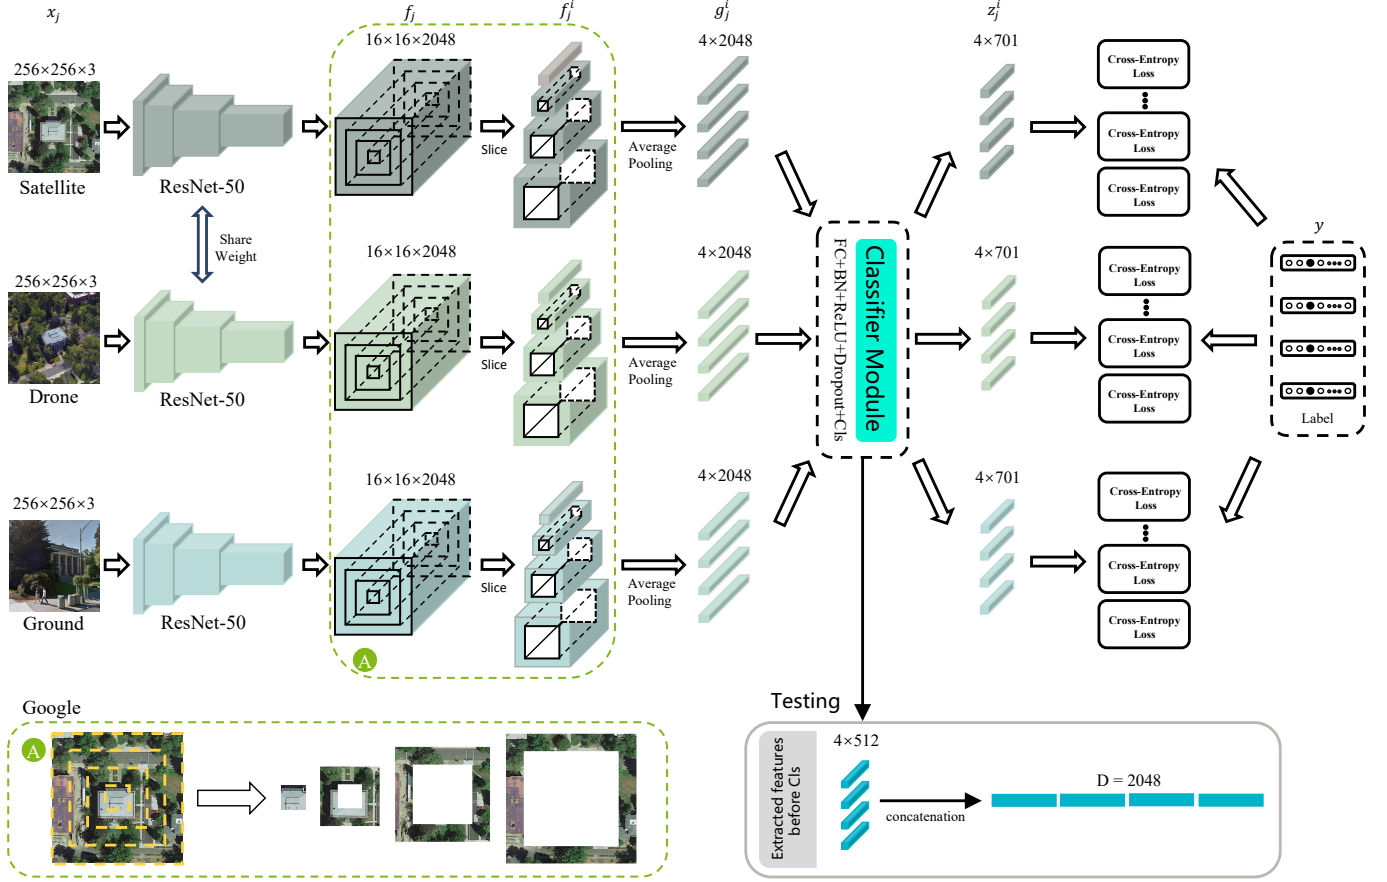 x_j
f_j
f_j^i
g_j^i
z_j^i
256×256×3
16×16×2048
4×2048
4×701
Cross-Entropy
Loss
Cross-Entropy
Loss
Cross-Entropy
Loss
Slice
Average
Pooling
Satellite
ResNet-50
Share
Weight
y
256×256×3
16×16×2048
4×2048
4×701
Cross-Entropy
Loss
Cross-Entropy
Loss
Cross-Entropy
Loss
Slice
Average
Pooling
Drone
ResNet-50
FC+BN+ReLU+Dropout+Cls
Classifier Module
Label
256×256×3
16×16×2048
4×2048
4×701
Cross-Entropy
Loss
Cross-Entropy
Loss
Cross-Entropy
Loss
Slice
Average
Pooling
Ground
ResNet-50
A
Google
A
Testing
Extracted features
before Cls
4×512
concatenation
D = 2048